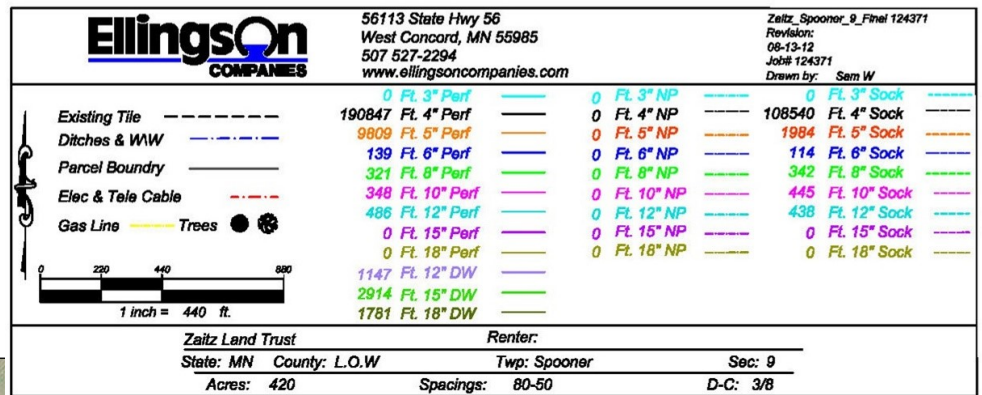 Ellingson
COMPANIES
56113 State Hwy 56
West Concord, MN 55985
507 527-2294
www.ellingsoncompanies.com
Zaitz_Spooner_9_Final 124371
Revision:
08-13-12
Job# 124371
Drawn by: Sam W
Existing Tile
Ditches & W\W
Parcel Boundry
Elec & Tele Cable
Gas Line Trees
0 220 440 880
1 inch = 440 ft.
0 Ft. 3" Perf 0 Ft. 3" NP 0 Ft. 3" Sock
190847 Ft. 4" Perf 0 Ft. 4" NP 108540 Ft. 4" Sock
9809 Ft. 5" Perf 0 Ft. 5" NP 1984 Ft. 5" Sock
139 Ft. 6" Perf 0 Ft. 6" NP 114 Ft. 6" Sock
321 Ft. 8" Perf 0 Ft. 8" NP 342 Ft. 8" Sock
348 Ft. 10" Perf 0 Ft. 10" NP 445 Ft. 10" Sock
486 Ft. 12" Perf 0 Ft. 12" NP 438 Ft. 12" Sock
0 Ft. 15" Perf 0 Ft. 15" NP 0 Ft. 15" Sock
0 Ft. 18" Perf 0 Ft. 18" NP 0 Ft. 18" Sock
1147 Ft. 12" DW
2914 Ft. 15" DW
1781 Ft. 18" DW
Zaitz Land Trust Renter:
State: MN County: L.O.W Twp: Spooner Sec: 9
Acres: 420 Spacings: 80-50 D-C: 3/8